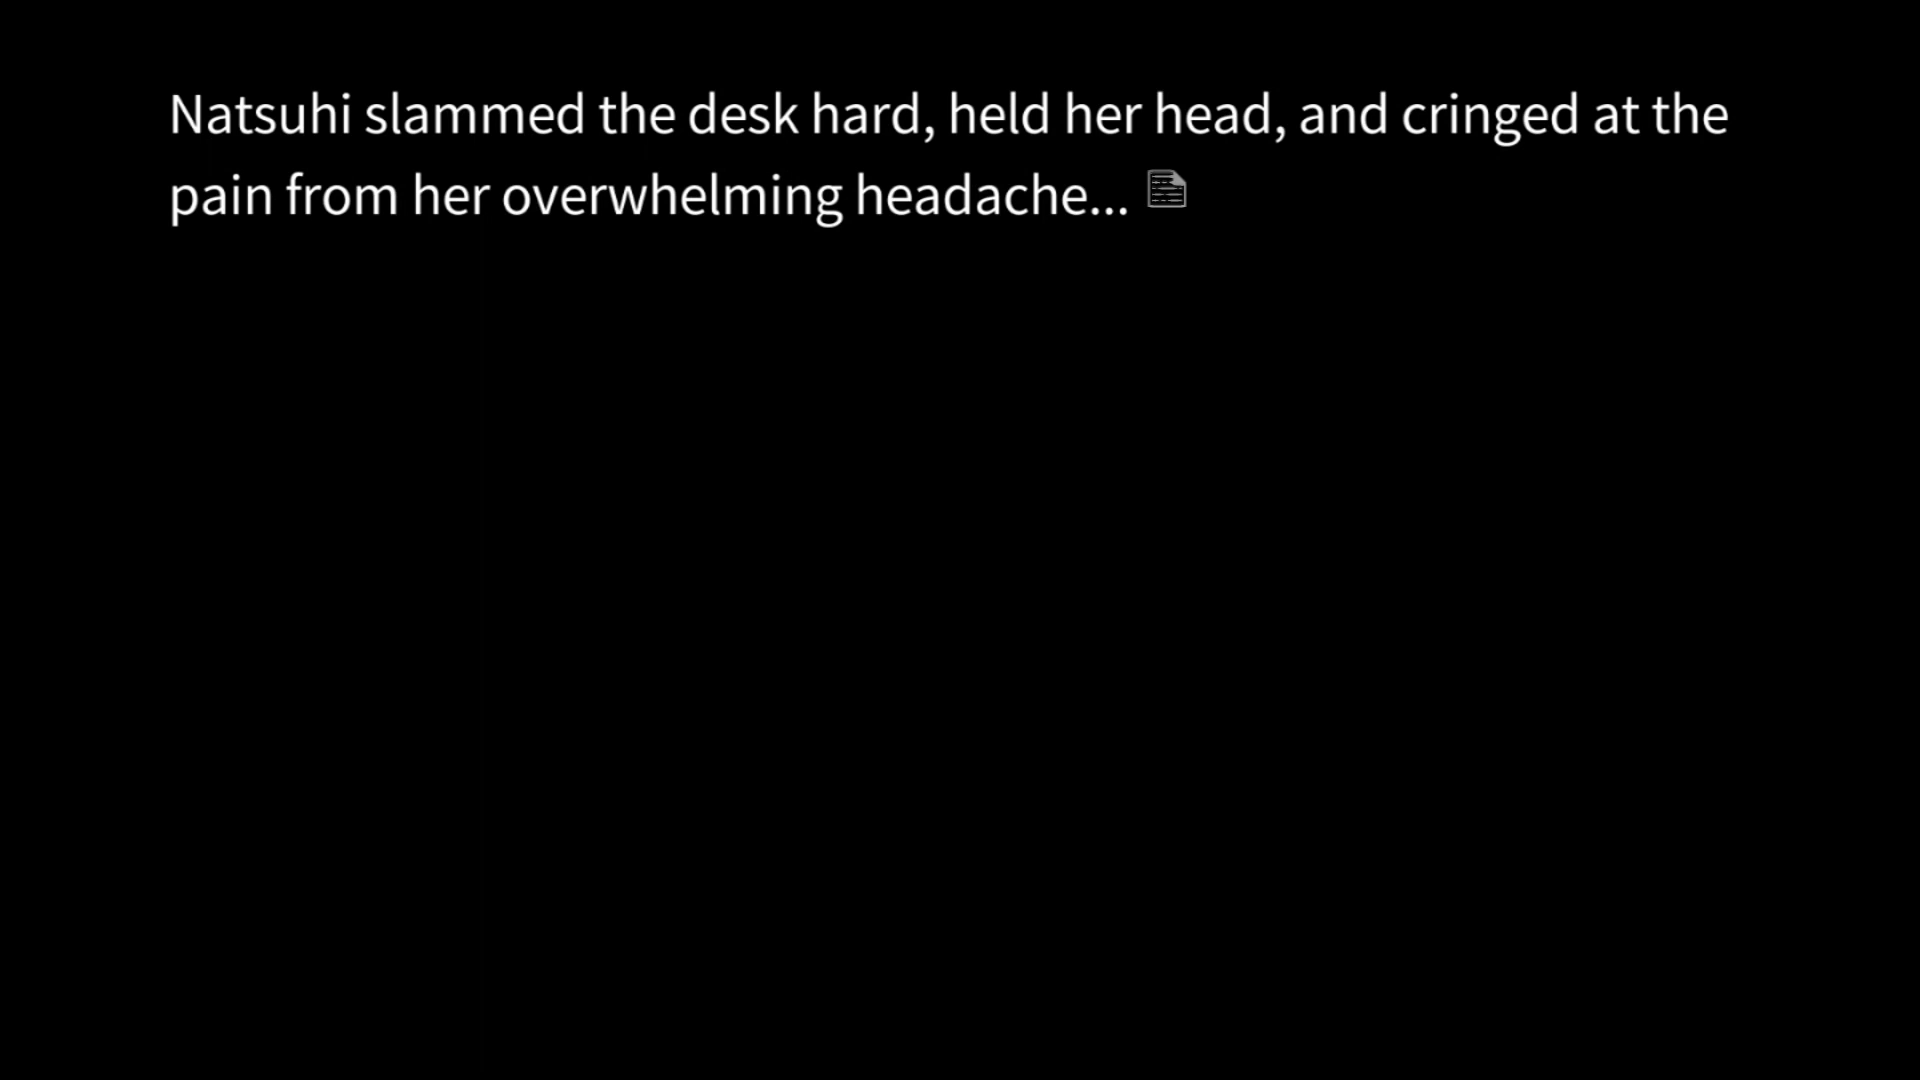 Natsuhi slammed the desk hard, held her head, and cringed at the
pain from her overwhelming headache...